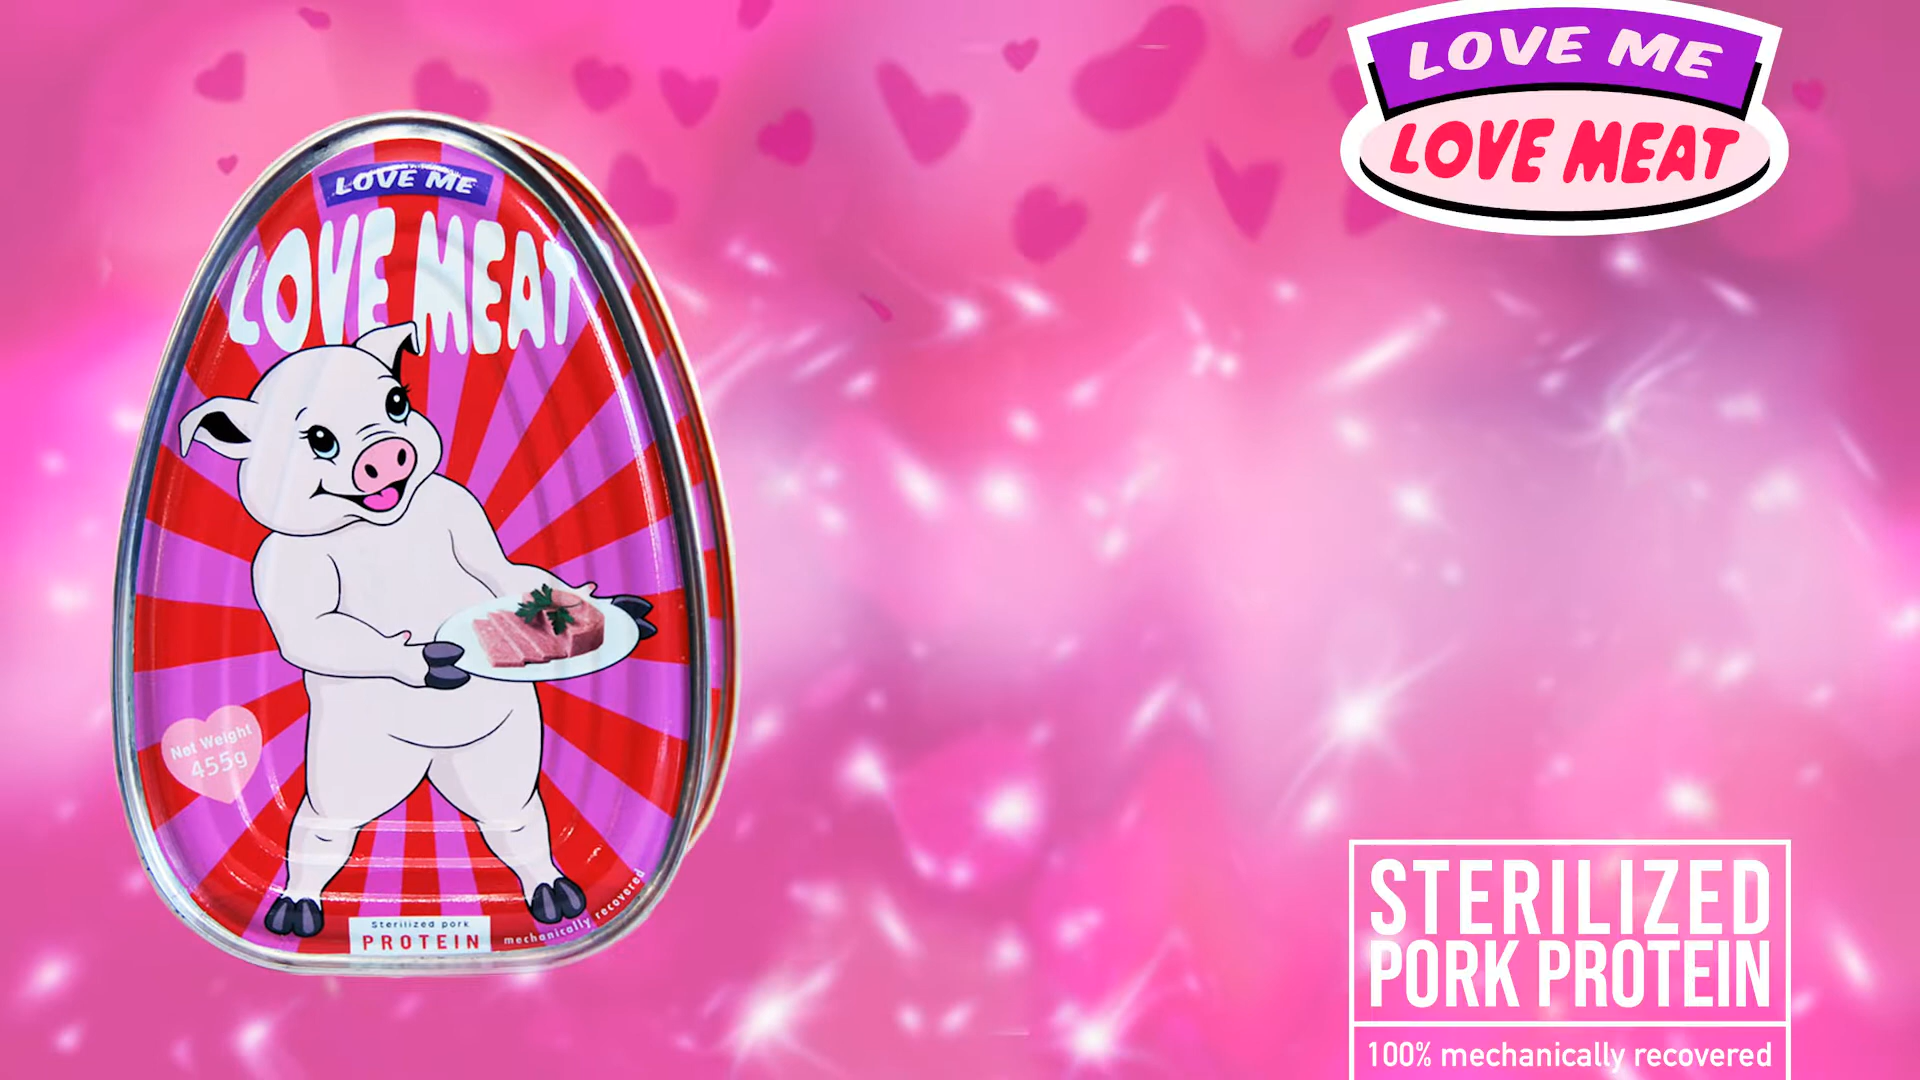 LOVE ME
LOVE MEAT
LOVE ME
LOVE MEAT
Net Weight
455g
Sterilized pork
PROTEIN
mechanically recovered
STERILIZED
PORK PROTEIN
100% mechanically recovered